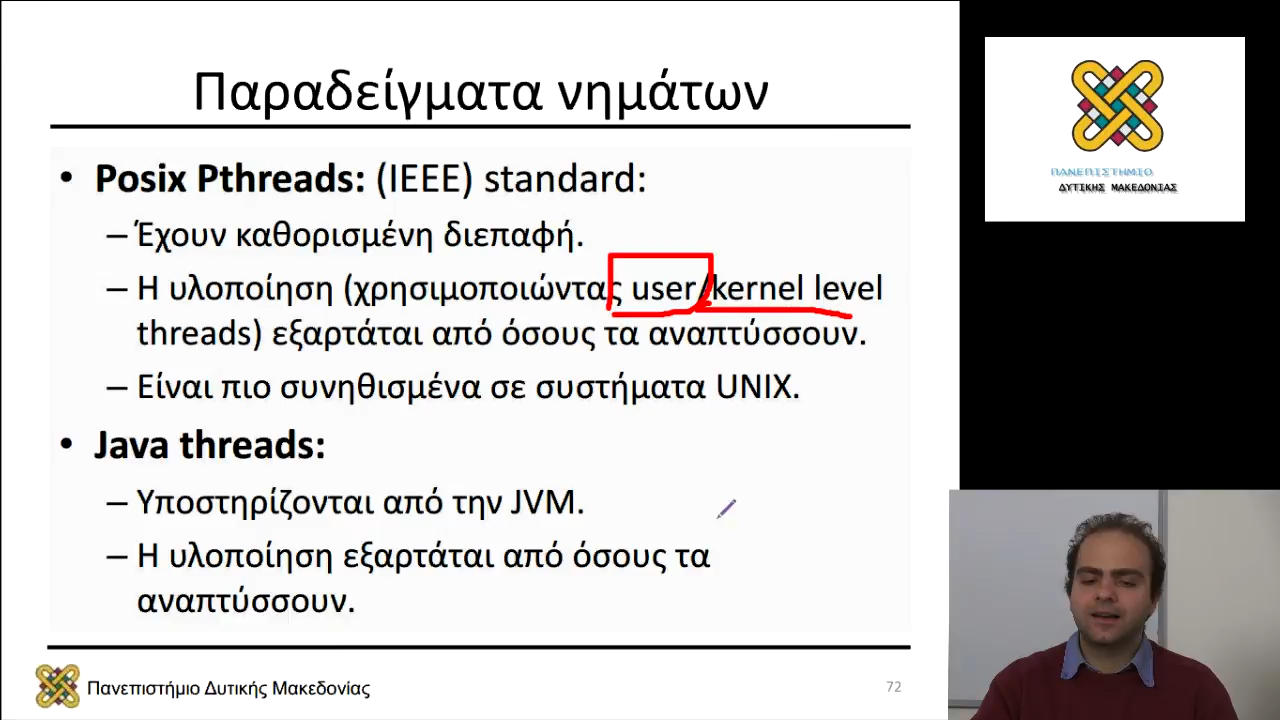 Παραδείγματα νημάτων
• Posix Pthreads: (IEEE) standard:
– Έχουν καθορισμένη διεπαφή.
– Η υλοποίηση (χρησιμοποιώντας user/kernel level
threads) εξαρτάται από όσους τα αναπτύσσουν.
– Είναι πιο συνηθισμένα σε συστήματα UNIX.
• Java threads:
– Υποστηρίζονται από την JVM.
– Η υλοποίηση εξαρτάται από όσους τα
αναπτύσσουν.
Πανεπιστήμιο Δυτικής Μακεδονίας
72
ΠΑΝΕΠΙΣΤΗΜΙΟ
ΔΥΤΙΚΗΣ ΜΑΚΕΔΟΝΙΑΣ